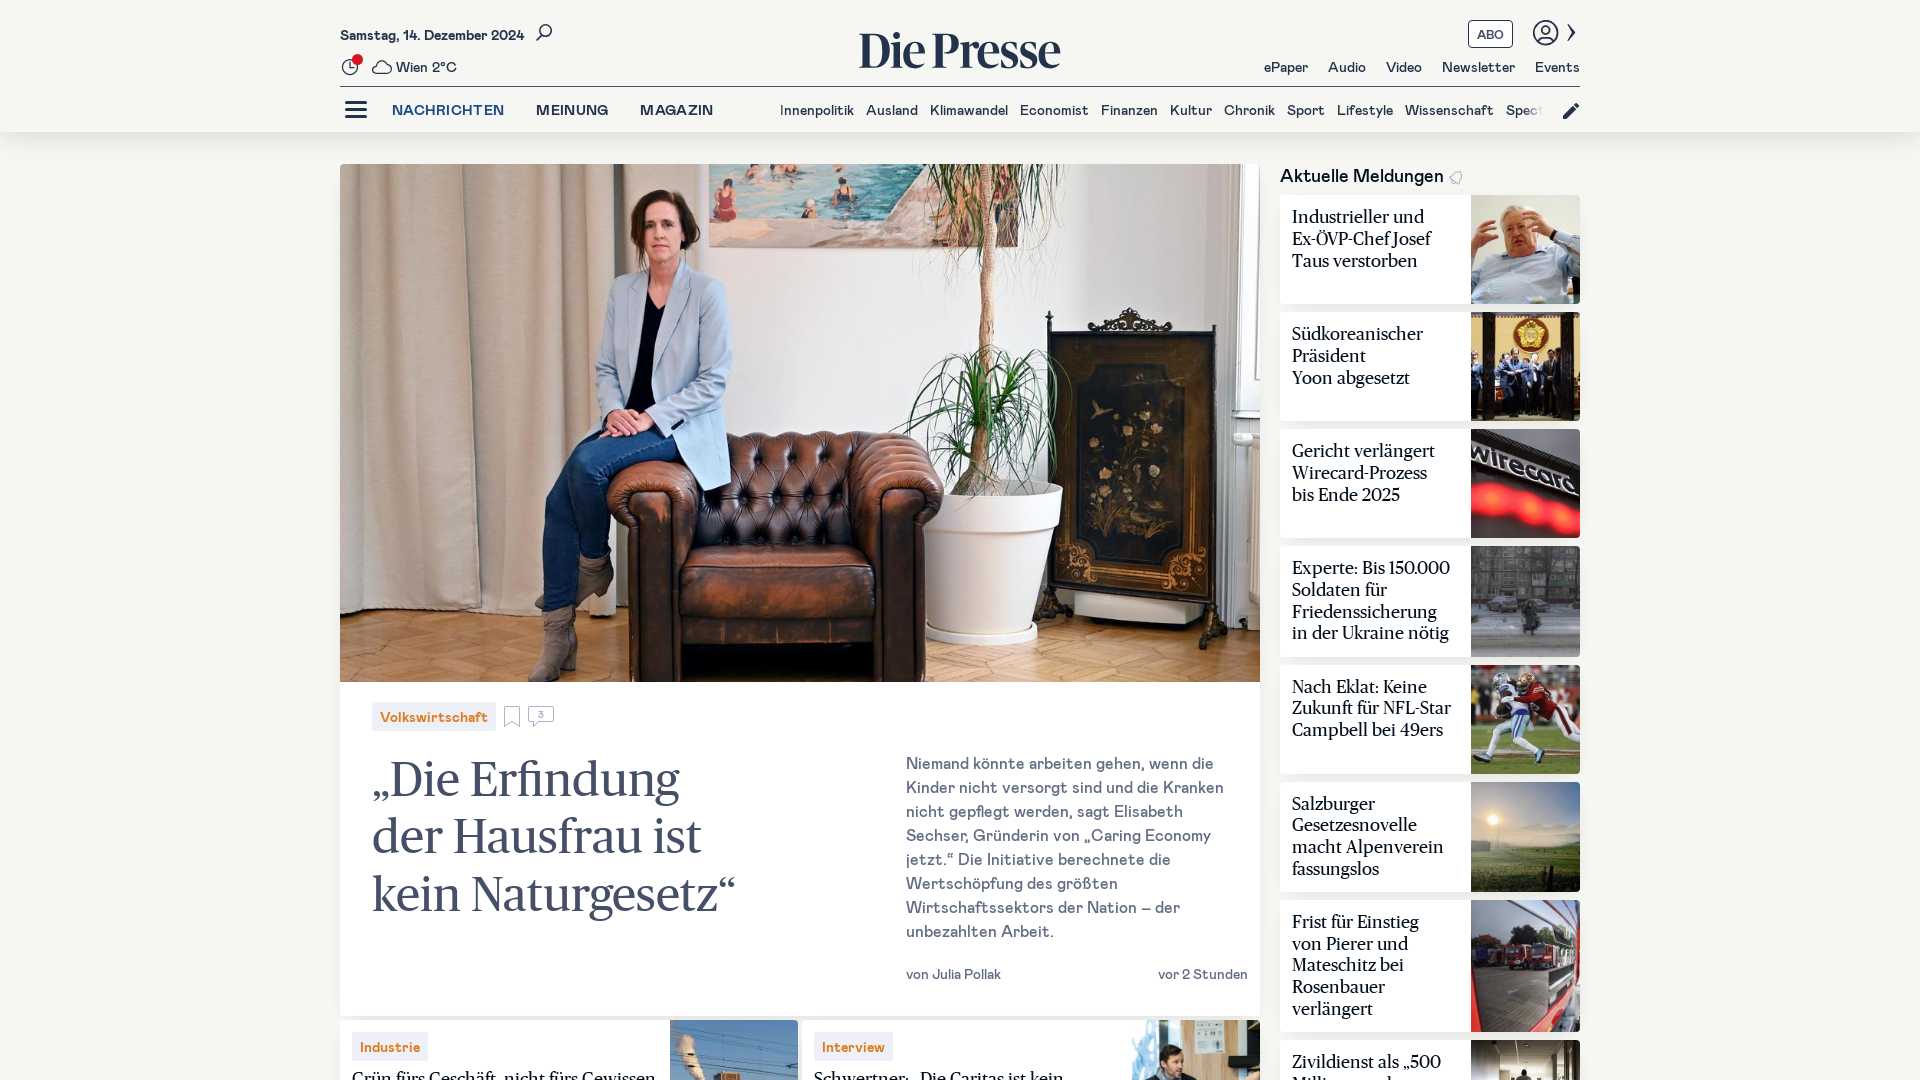 Samstag, 14. Dezember 2024
Wien 2°C
Die Presse
ABO
ePaper Audio Video Newsletter Events
NACHRICHTEN MEINUNG MAGAZIN
Innenpolitik Ausland Klimawandel Economist Finanzen Kultur Chronik Sport Lifestyle Wissenschaft Spect
Volkswirtschaft
3
„Die Erfindung
der Hausfrau ist
kein Naturgesetz“
Niemand könnte arbeiten gehen, wenn die
Kinder nicht versorgt sind und die Kranken
nicht gepflegt werden, sagt Elisabeth
Sechser, Gründerin von „Caring Economy
jetzt.“ Die Initiative berechnete die
Wertschöpfung des größten
Wirtschaftssektors der Nation – der
unbezahlten Arbeit.
von Julia Pollak
vor 2 Stunden
Industrie
Grün fürs Geschäft, nicht fürs Gewissen
Interview
Schwertner: „Die Caritas ist kein
Aktuelle Meldungen
Industrieller und
Ex-ÖVP-Chef Josef
Taus verstorben
Südkoreanischer
Präsident
Yoon abgesetzt
Gericht verlängert
Wirecard-Prozess
bis Ende 2025
wirecard
Experte: Bis 150.000
Soldaten für
Friedenssicherung
in der Ukraine nötig
Nach Eklat: Keine
Zukunft für NFL-Star
Campbell bei 49ers
Salzburger
Gesetzesnovelle
macht Alpenverein
fassungslos
Frist für Einstieg
von Pierer und
Mateschitz bei
Rosenbauer
verlängert
Zivildienst als „500